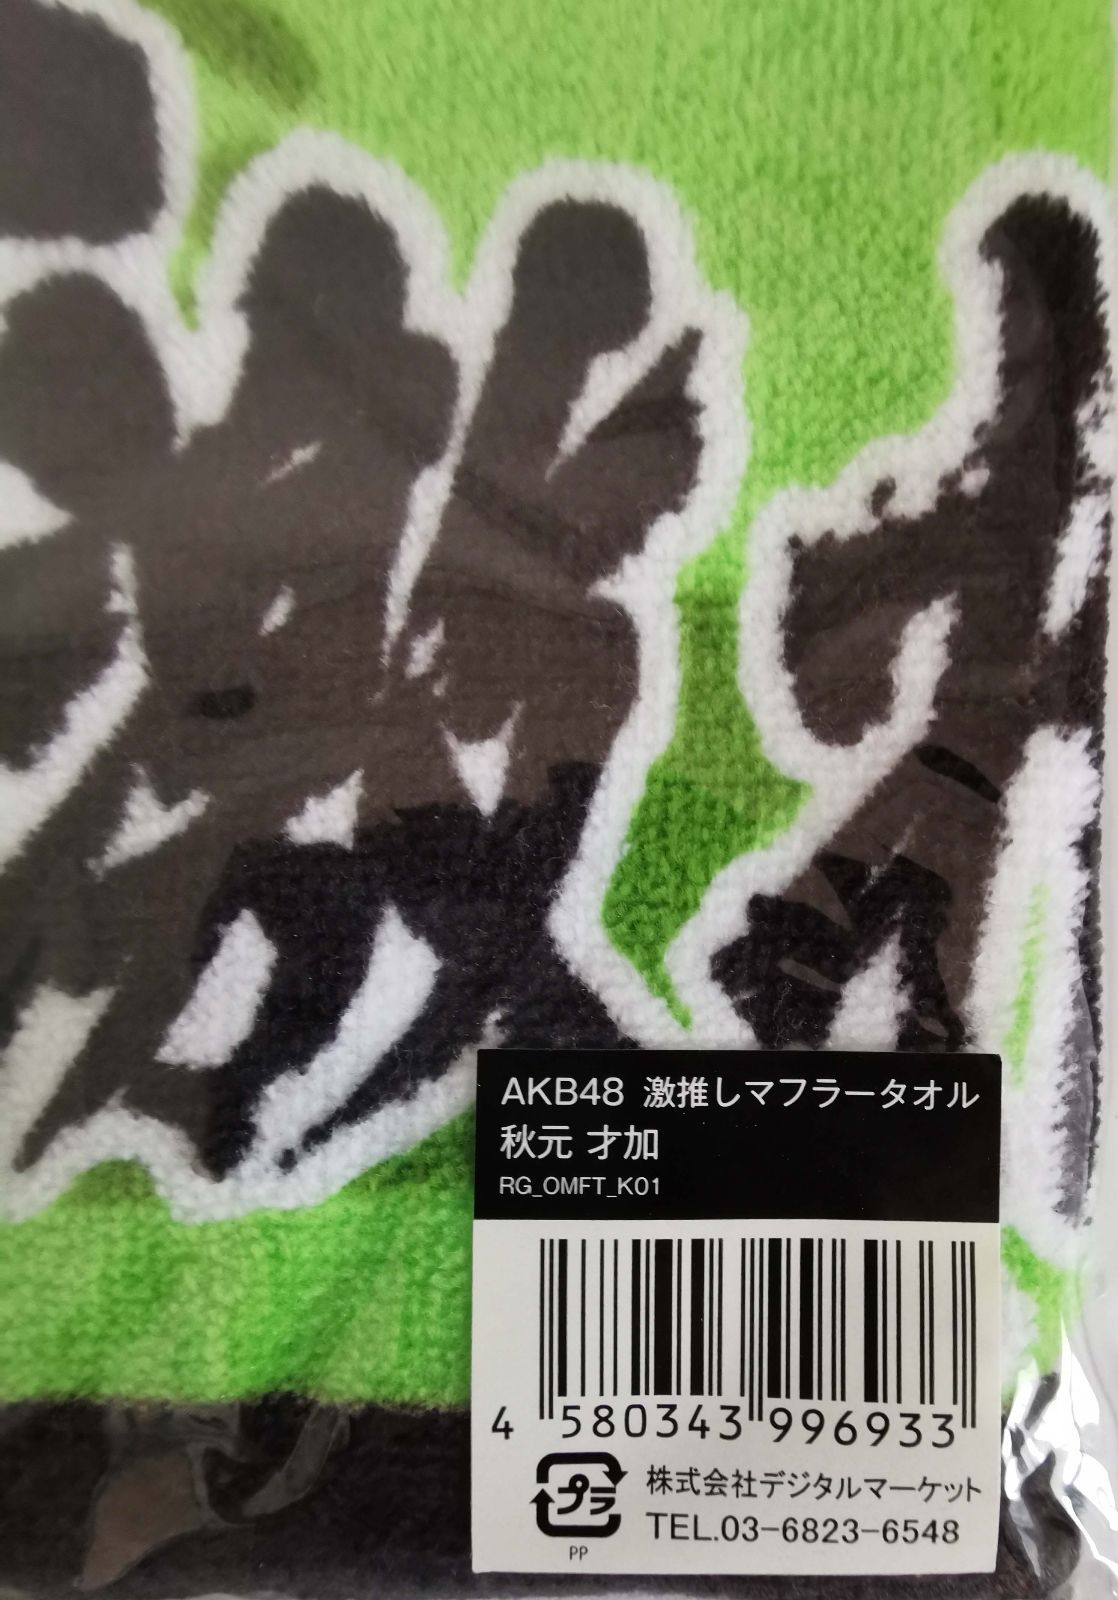 AKB48 激推しマフラータオル
秋元 才加
RG_OMFT_K01
4 580343 996933
プラ
PP
株式会社デジタルマーケット
TEL.03-6823-6548